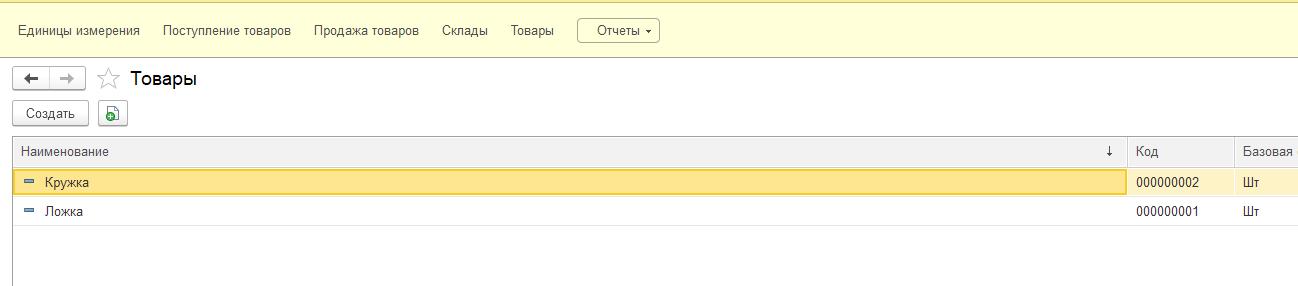 Единицы измерения Поступление товаров Продажа товаров Склады Товары Отчеты
Товары
Создать
Наименование Код Базовая
Кружка 000000002 Шт
Ложка 000000001 Шт